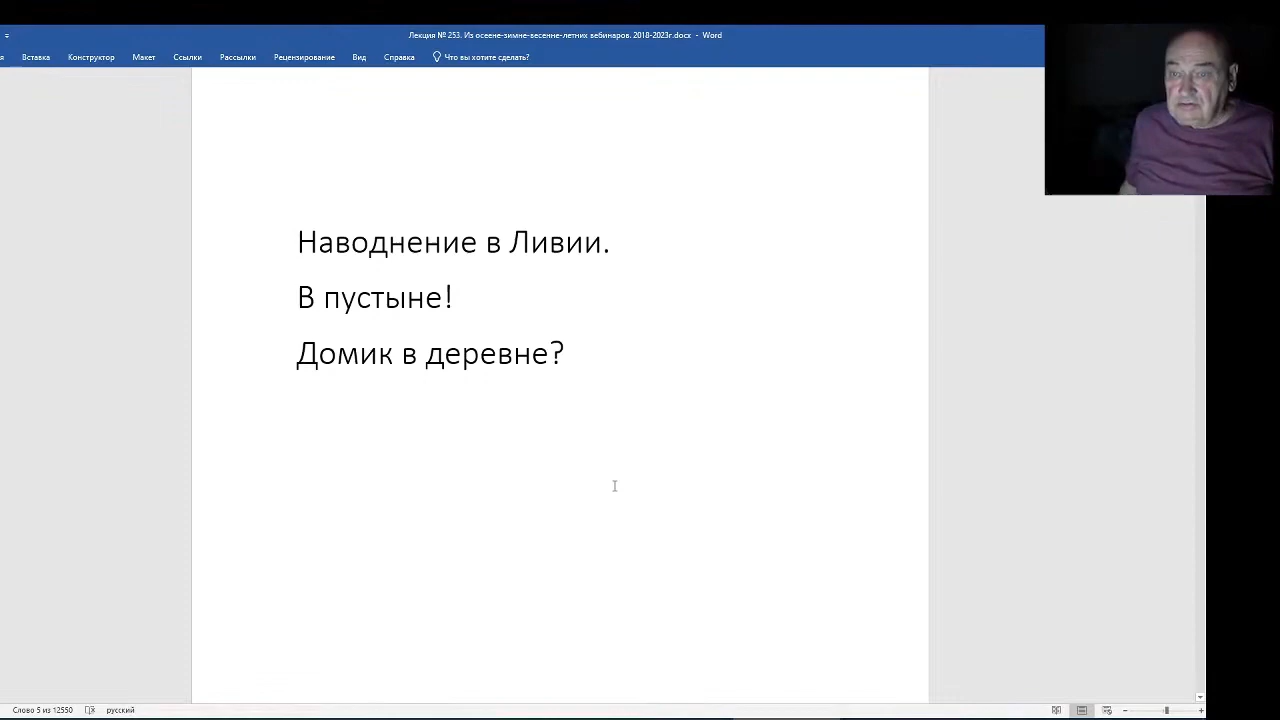 Лекция № 253. Из осеене-зимне-весенне-летних вебинаров. 2018-2023г.docx - Word
Вставка Конструктор Макет Ссылки Рассылки Рецензирование Вид Справка Что вы хотите сделать?
Наводнение в Ливии.
В пустыне!
Домик в деревне?
Слово 5 из 12550 русский